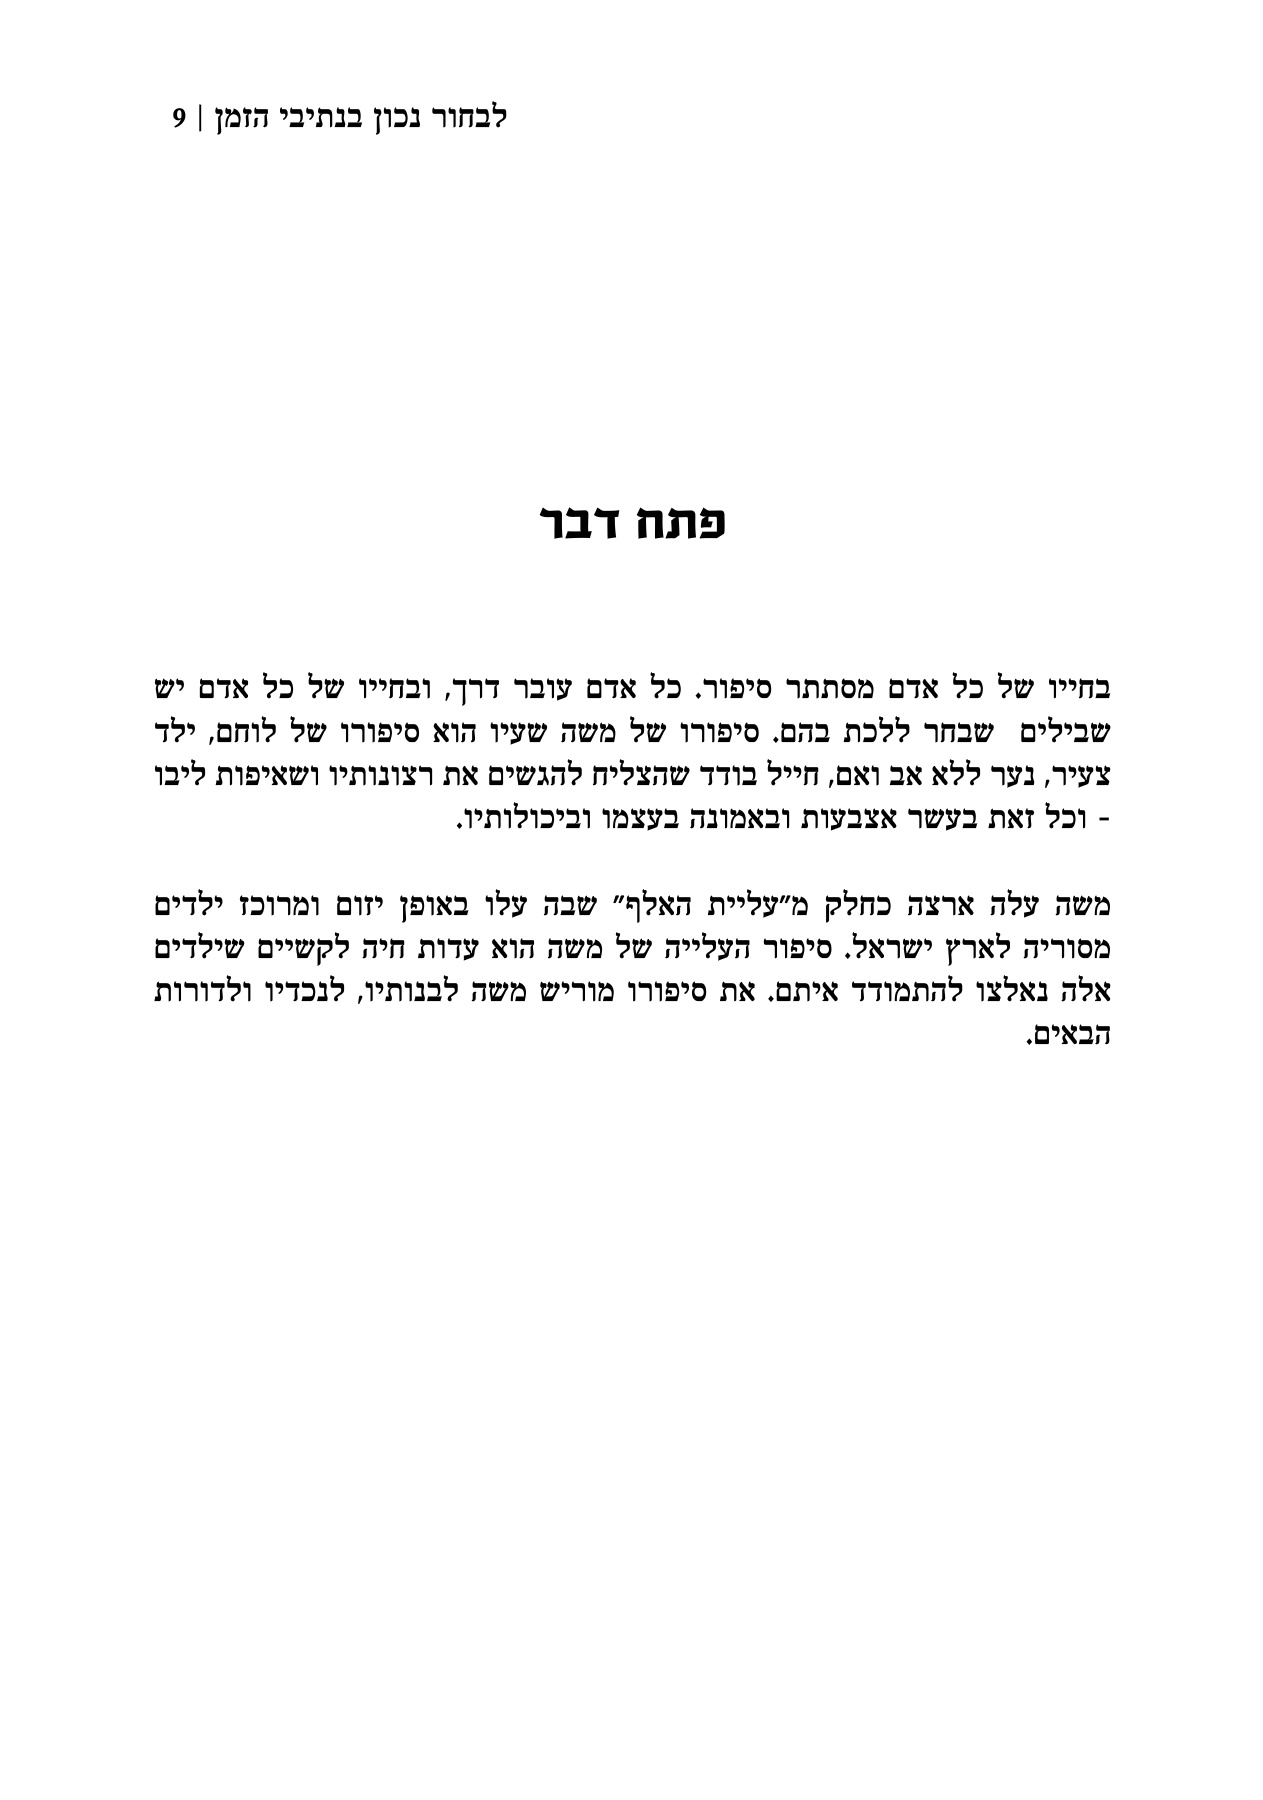 לבחור נכון בנתיבי הזמן | 9
פתח דבר
בחייו של כל אדם מסתתר סיפור. כל אדם עובר דרך, ובחייו של כל אדם יש
שבילים  שבחר ללכת בהם. סיפורו של משה שעיו הוא סיפורו של לוחם, ילד
צעיר, נער ללא אב ואם, חייל בודד שהצליח להגשים את רצונותיו ושאיפות ליבו
- וכל זאת בעשר אצבעות ובאמונה בעצמו וביכולותיו.
משה עלה ארצה כחלק מ״עליית האלף״ שבה עלו באופן יזום ומרוכז ילדים
מסוריה לארץ ישראל. סיפור העלייה של משה הוא עדות חיה לקשיים שילדים
אלה נאלצו להתמודד איתם. את סיפורו מוריש משה לבנותיו, לנכדיו ולדורות
הבאים.